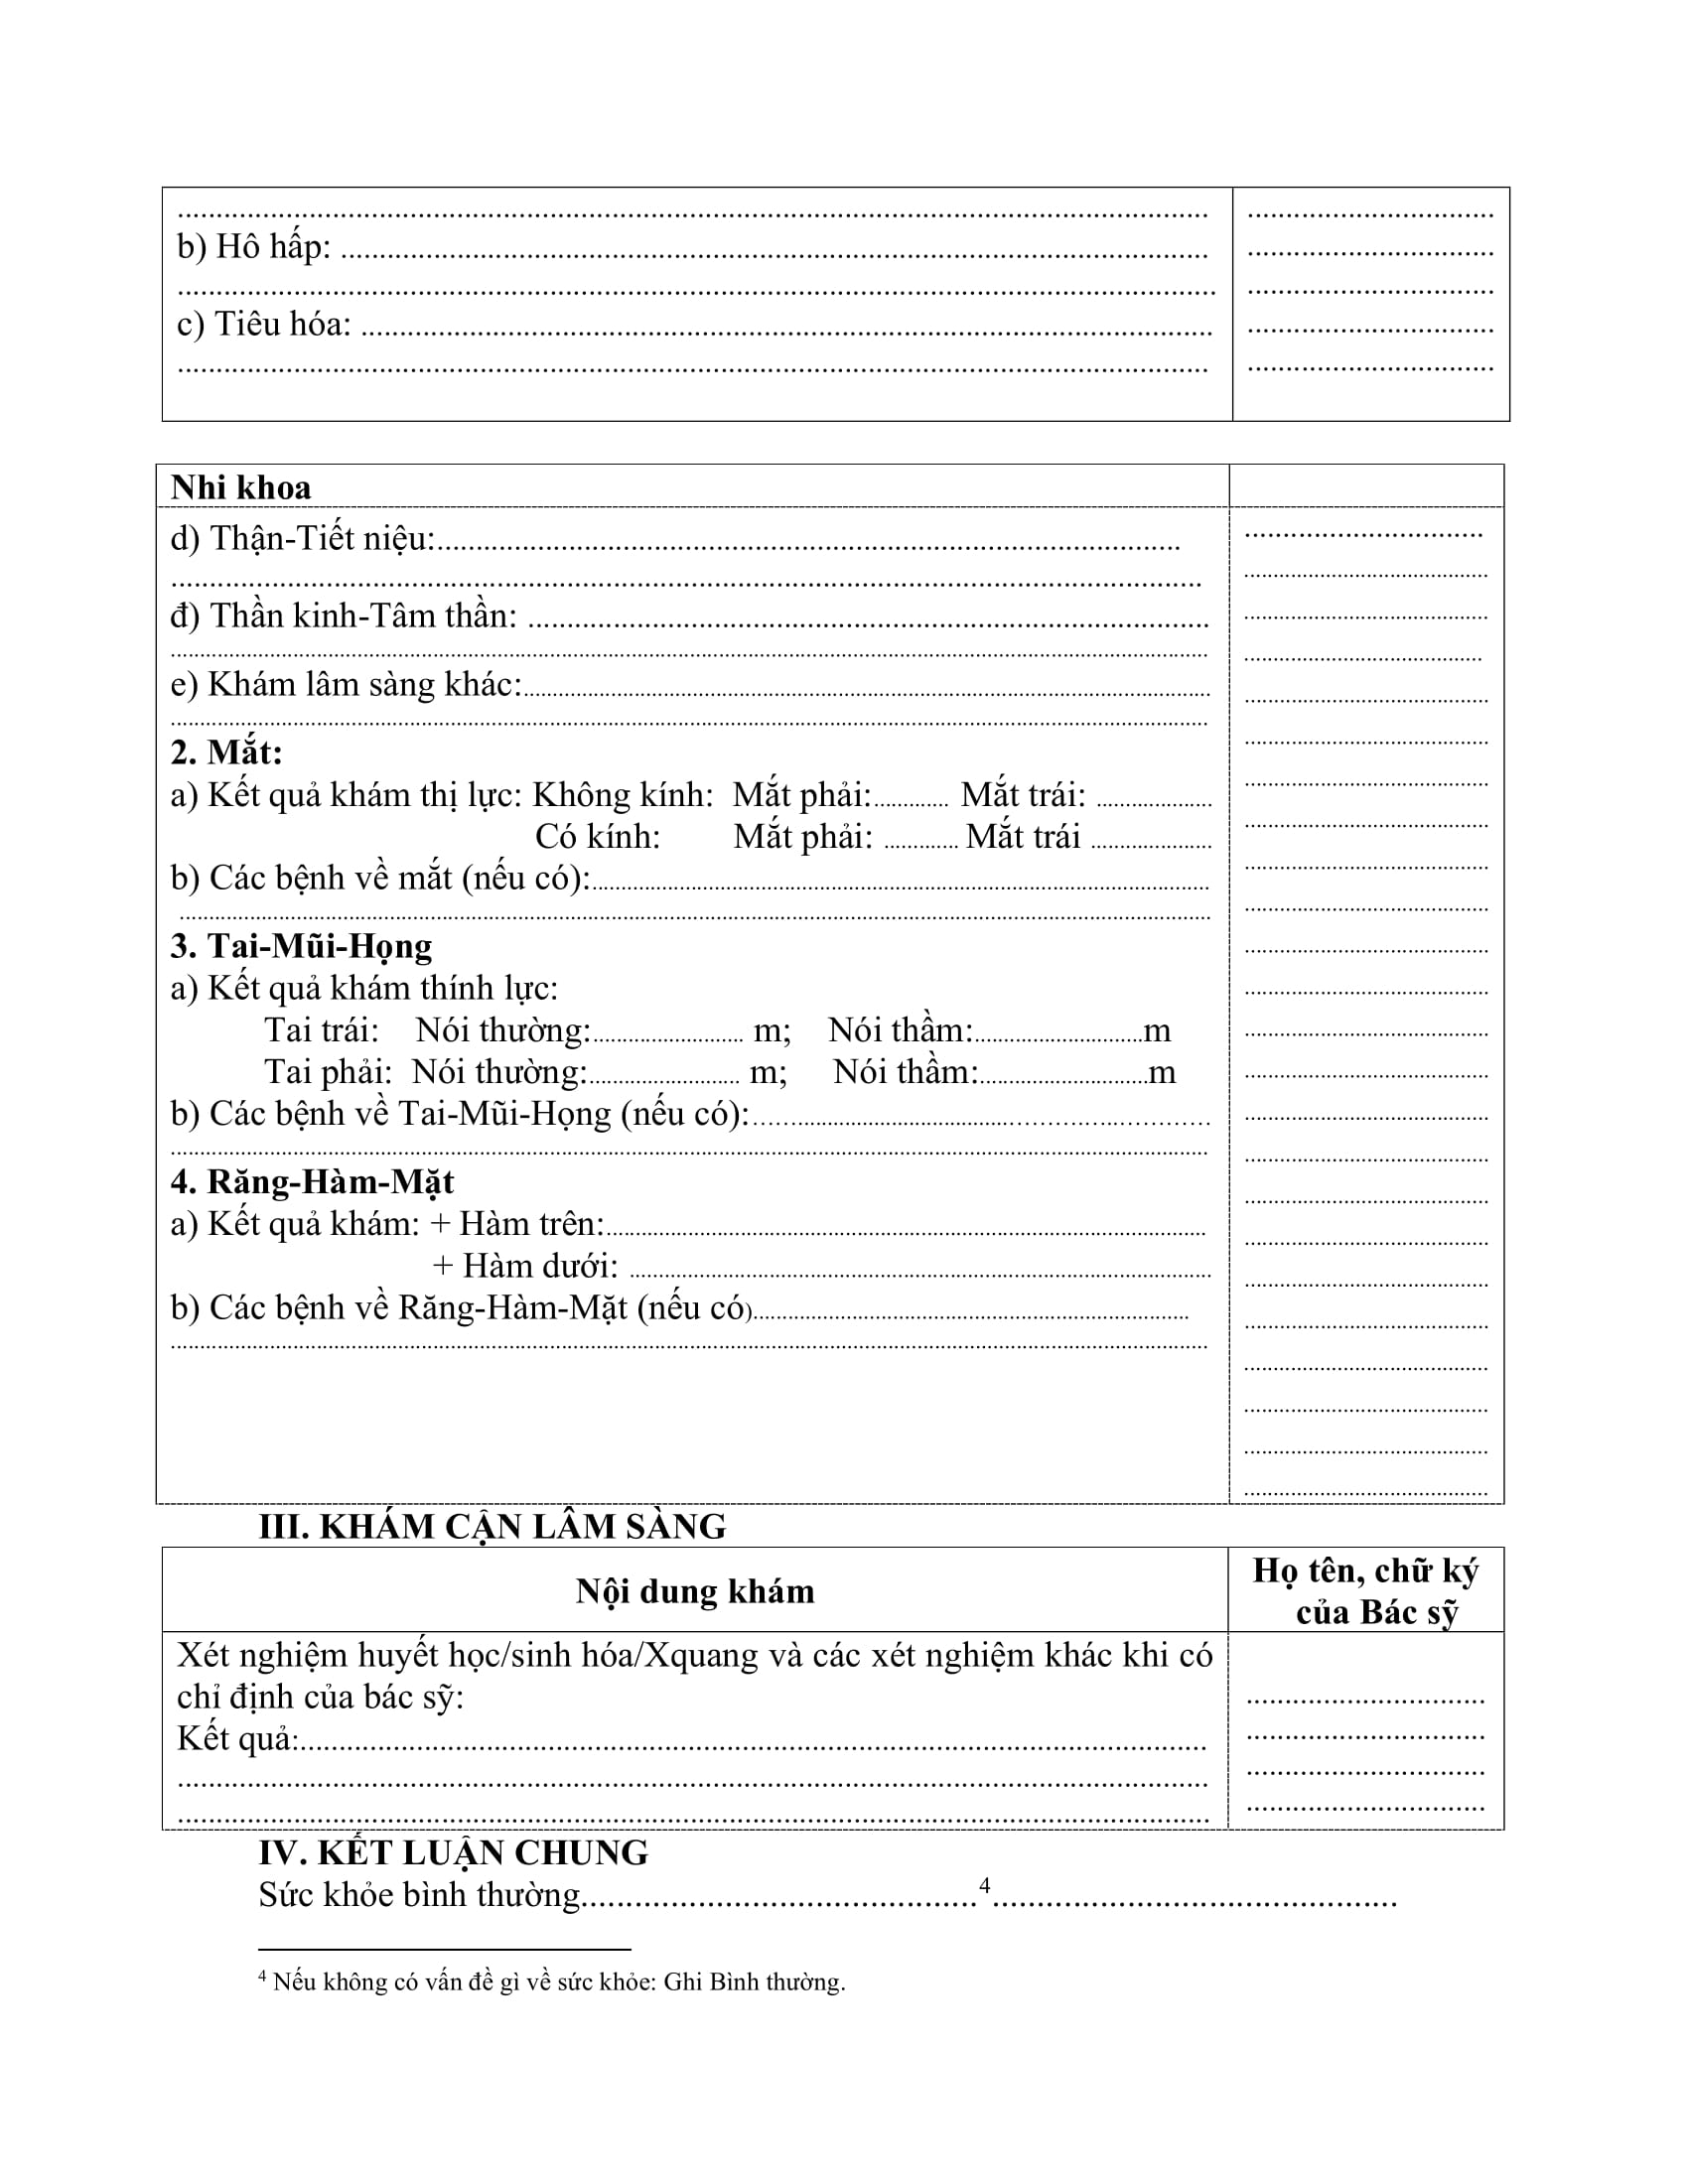 ........................................................................
b) Hô hấp: ........................................................................
........................................................................
c) Tiêu hóa: ........................................................................
........................................................................
Nhi khoa
d) Thận-Tiết niệu:........................................................................
........................................................................
đ) Thần kinh-Tâm thần: ........................................................................
........................................................................
e) Khám lâm sàng khác:........................................................................
........................................................................
2. Mắt:
a) Kết quả khám thị lực: Không kính: Mắt phải:............. Mắt trái: ....................
Có kính: Mắt phải: ............. Mắt trái .....................
b) Các bệnh về mắt (nếu có):........................................................................
........................................................................
3. Tai-Mũi-Họng
a) Kết quả khám thính lực:
Tai trái: Nói thường:.......................... m; Nói thầm:.............................m
Tai phải: Nói thường:.......................... m; Nói thầm:.............................m
b) Các bệnh về Tai-Mũi-Họng (nếu có):........................................................................
........................................................................
4. Răng-Hàm-Mặt
a) Kết quả khám: + Hàm trên:........................................................................
+ Hàm dưới: ........................................................................
b) Các bệnh về Răng-Hàm-Mặt (nếu có)........................................................................
........................................................................
III. KHÁM CẬN LÂM SÀNG
Nội dung khám
Họ tên, chữ ký
của Bác sỹ
Xét nghiệm huyết học/sinh hóa/Xquang và các xét nghiệm khác khi có
chỉ định của bác sỹ:
Kết quả:........................................................................
........................................................................
........................................................................
IV. KẾT LUẬN CHUNG
Sức khỏe bình thường............................................4.............................................
4 Nếu không có vấn đề gì về sức khỏe: Ghi Bình thường.